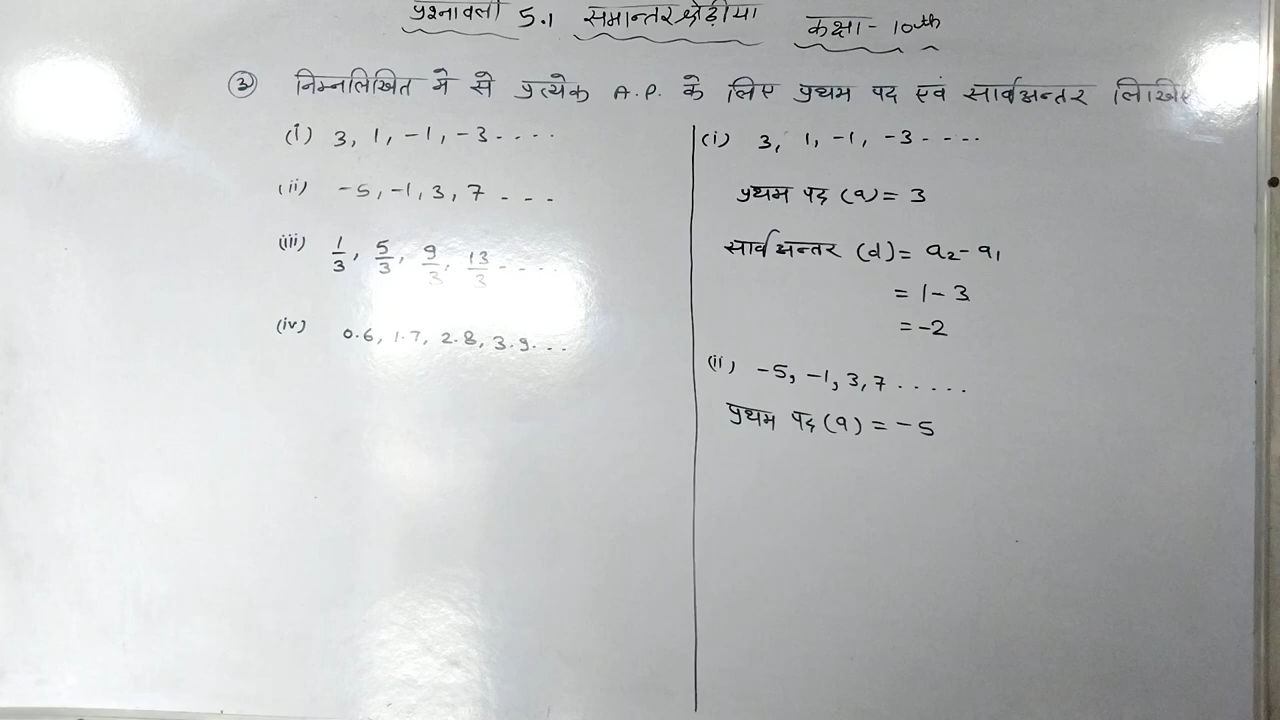 प्रश्नावली 5.1 समान्तर श्रेढ़ीया कक्षा - 10th
③ निम्नलिखित मे से प्रत्येक A.P. के लिए प्रथम पद एवं सार्वअन्तर लिखिए
(i) 3, 1, -1, -3 ....
(ii) -5, -1, 3, 7 - - -
(iii) 1/3, 5/3, 9/3, 13/3 - ....
(iv) 0.6, 1.7, 2.8, 3.9...
(i) 3, 1, -1, -3 - - - -
प्रथम पद (a) = 3
सार्वअन्तर (d) = a₂ - a₁
= 1 - 3
= -2
(ii) -5, -1, 3, 7 .....
प्रथम पद (a) = -5